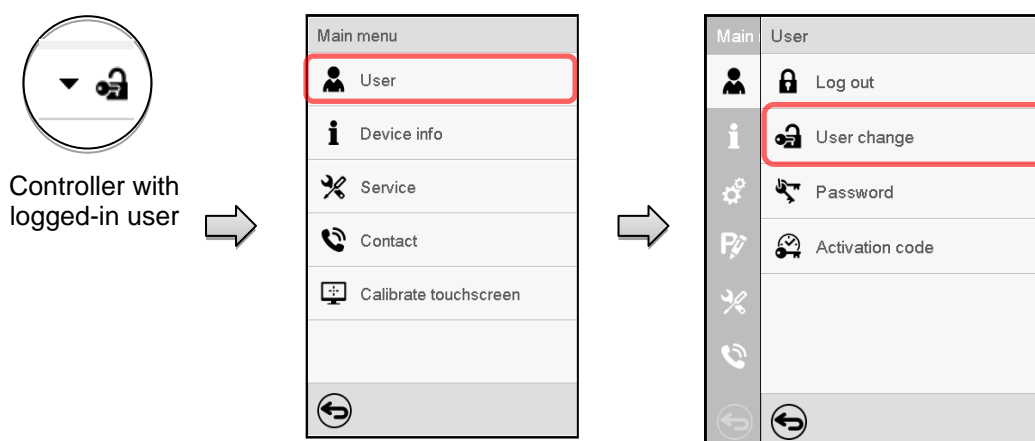 Controller with
logged-in user
Main menu
User
Device info
Service
Contact
Calibrate touchscreen
Main
User
Log out
User change
Password
Activation code